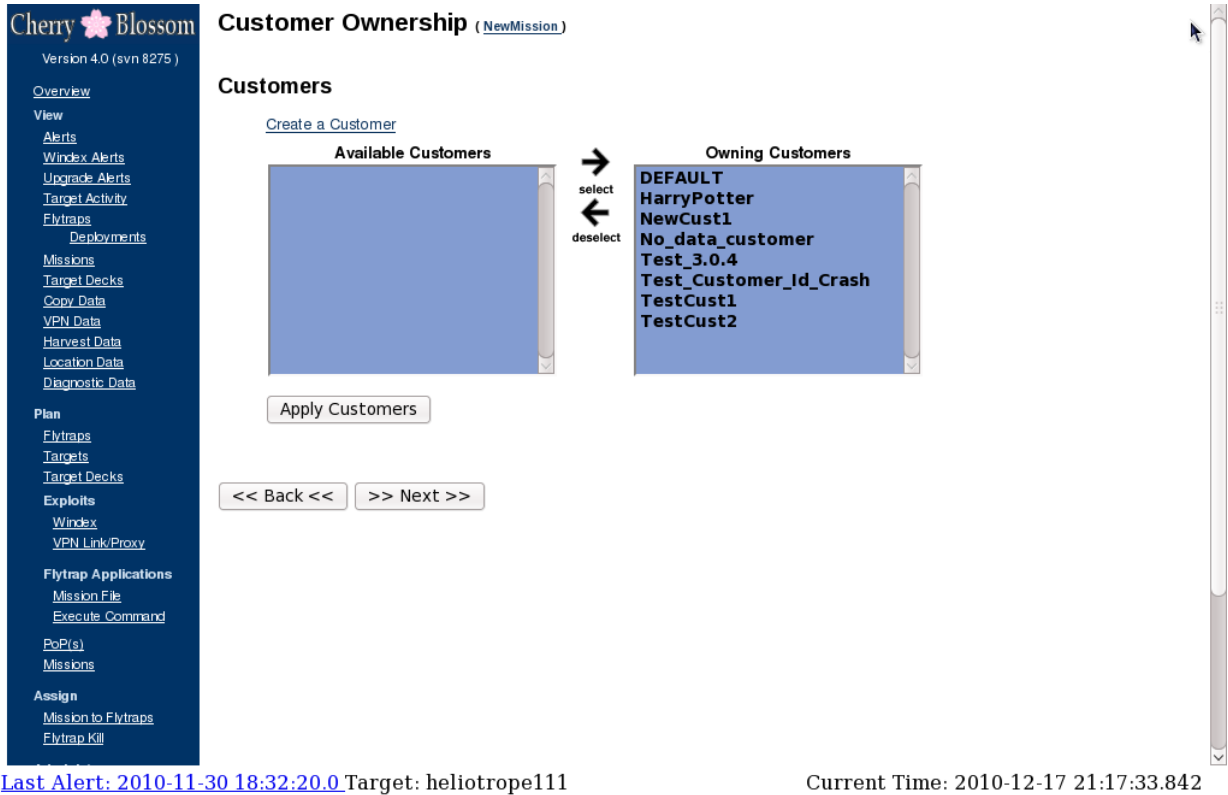 Cherry Blossom
Version 4.0 (svn 8275 )
Overview
View
Alerts
Windex Alerts
Upgrade Alerts
Target Activity
Flytraps
Deployments
Missions
Target Decks
Copy Data
VPN Data
Harvest Data
Location Data
Diagnostic Data
Plan
Flytraps
Targets
Target Decks
Exploits
Windex
VPN Link/Proxy
Flytrap Applications
Mission File
Execute Command
PoP(s)
Missions
Assign
Mission to Flytraps
Flytrap Kill
Customer Ownership ( NewMission )
Customers
Create a Customer
Available Customers
select
deselect
Owning Customers
DEFAULT
HarryPotter
NewCust1
No_data_customer
Test_3.0.4
Test_Customer_Id_Crash
TestCust1
TestCust2
Apply Customers
<< Back << >> Next >>
Last Alert: 2010-11-30 18:32:20.0 Target: heliotrope111
Current Time: 2010-12-17 21:17:33.842